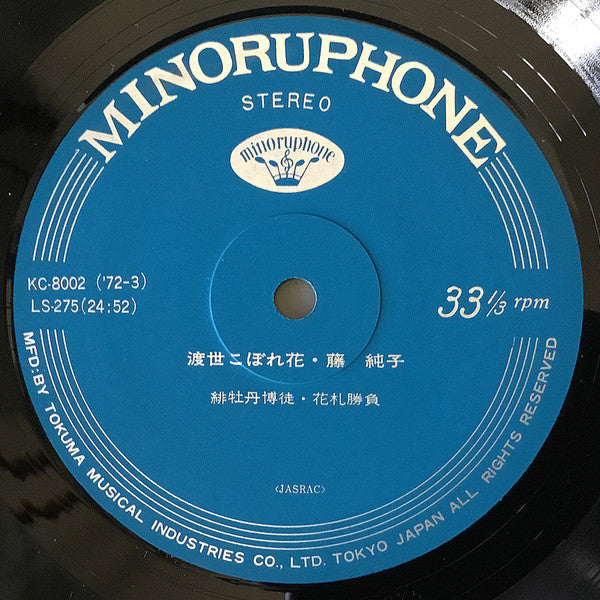 MINORUPHONE
STEREO
minoruphone
KC-8002 ('72-3)
LS-275(24:52)
33 1/3 rpm
渡世こぼれ花・藤 純子
緋牡丹博徒・花札勝負
〈JASRAC〉
MFD: BY TOKUMA MUSICAL INDUSTRIES CO., LTD. TOKYO JAPAN ALL RIGHTS RESERVED